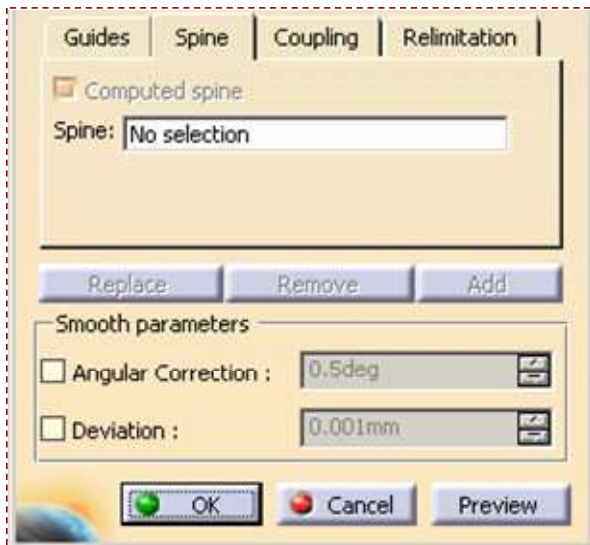 Guides Spine Coupling Relimitation
Computed spine
Spine: No selection
Replace Remove Add
Smooth parameters
Angular Correction : 0.5deg
Deviation : 0.001mm
OK Cancel Preview